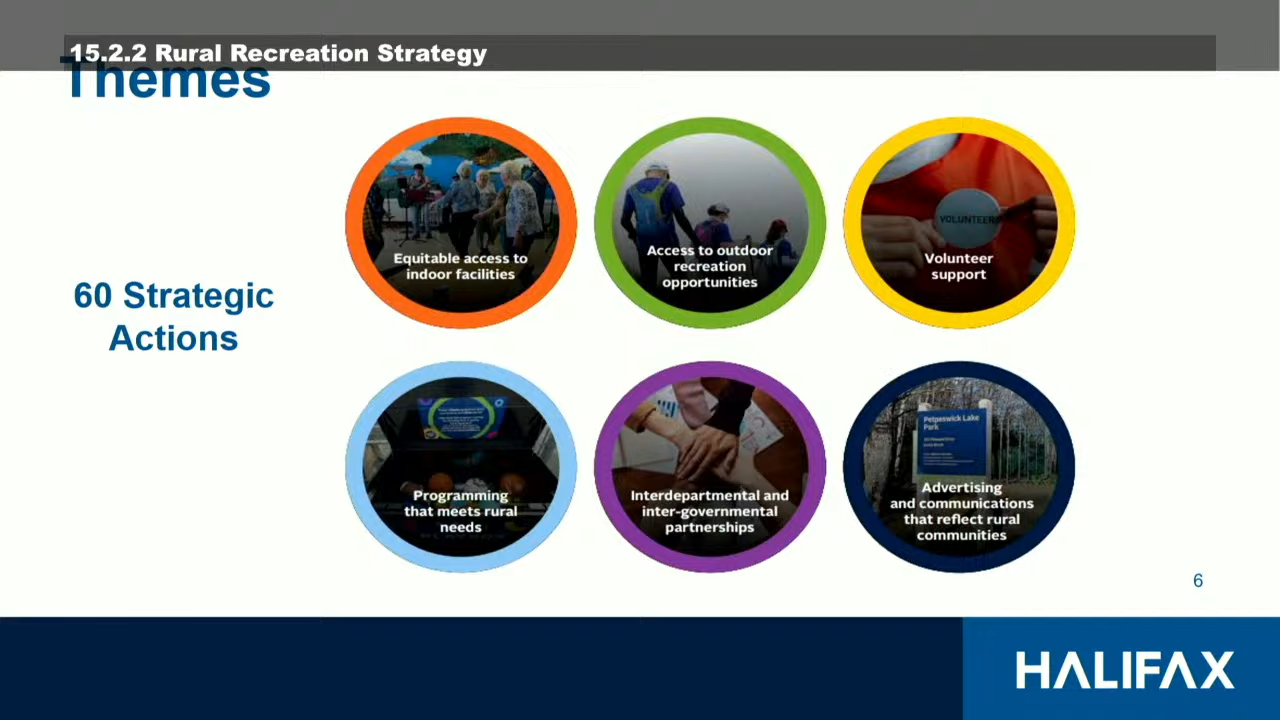 15.2.2 Rural Recreation Strategy
Themes
60 Strategic
Actions
Equitable access to
indoor facilities
Access to outdoor
recreation
opportunities
VOLUNTEER
Volunteer
support
Programming
that meets rural
needs
Interdepartmental and
inter-governmental
partnerships
Petpeswick Lake
Park
Advertising
and communications
that reflect rural
communities
6
HALIFAX